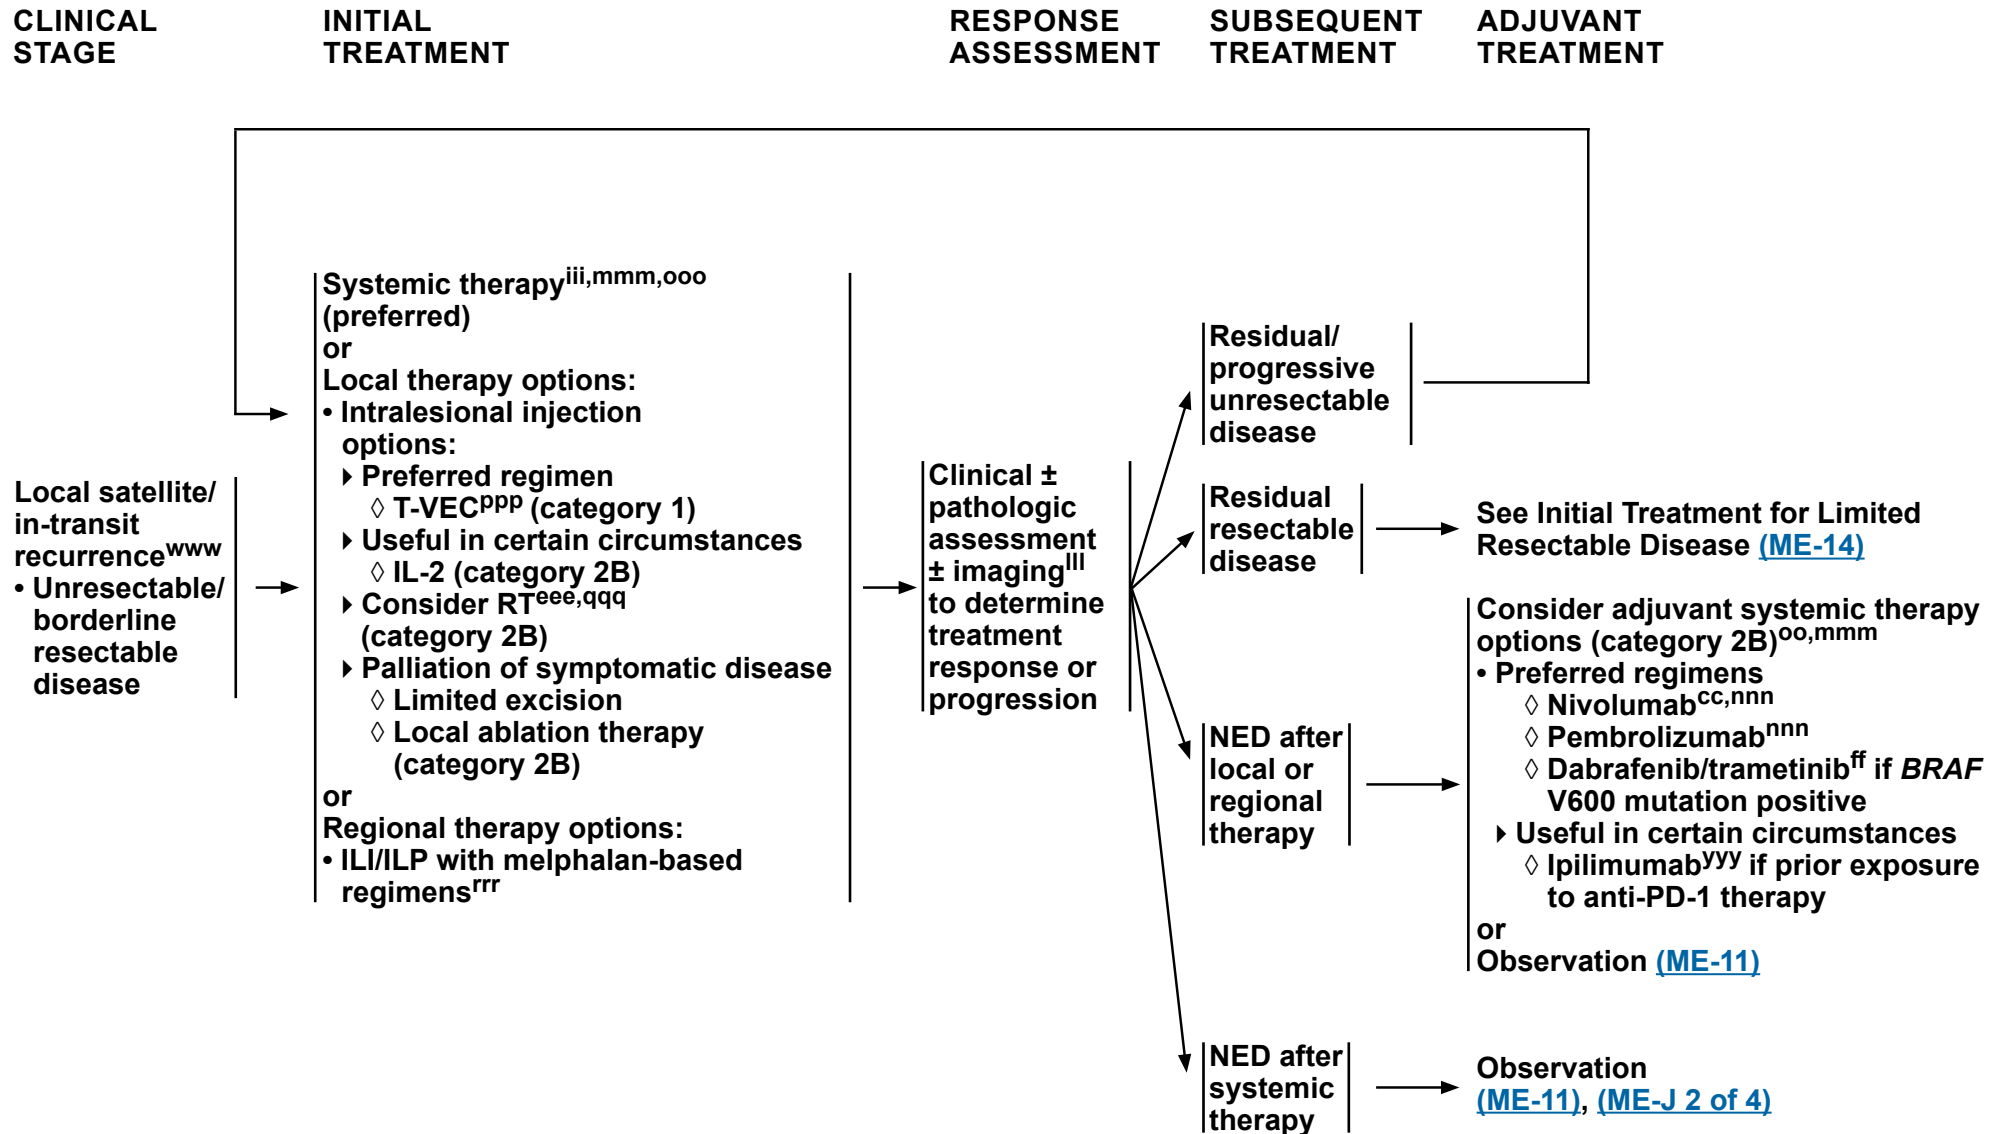 CLINICAL
STAGE
INITIAL
TREATMENT
RESPONSE
ASSESSMENT
SUBSEQUENT
TREATMENT
ADJUVANT
TREATMENT
Local satellite/
in-transit
recurrencewww
• Unresectable/
borderline
resectable
disease
Systemic therapyiii,mmm,ooo
(preferred)
or
Local therapy options:
• Intralesional injection
options:
▸ Preferred regimen
◊ T-VECppp (category 1)
▸ Useful in certain circumstances
◊ IL-2 (category 2B)
▸ Consider RTeee,qqq
(category 2B)
▸ Palliation of symptomatic disease
◊ Limited excision
◊ Local ablation therapy
(category 2B)
or
Regional therapy options:
• ILI/ILP with melphalan-based
regimensrrr
Clinical ±
pathologic
assessment
± imaginglll
to determine
treatment
response or
progression
Residual/
progressive
unresectable
disease
Residual
resectable
disease
See Initial Treatment for Limited
Resectable Disease (ME-14)
NED after
local or
regional
therapy
Consider adjuvant systemic therapy
options (category 2B)oo,mmm
• Preferred regimens
◊ Nivolumabcc,nnn
◊ Pembrolizumabnnn
◊ Dabrafenib/trametinibff if BRAF
V600 mutation positive
▸ Useful in certain circumstances
◊ Ipilimumabyyy if prior exposure
to anti-PD-1 therapy
or
Observation (ME-11)
NED after
systemic
therapy
Observation
(ME-11), (ME-J 2 of 4)